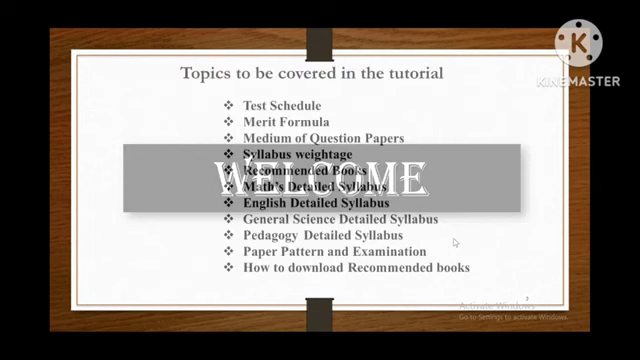 Topics to be covered in the tutorial
K
KINEMASTER
❖ Test Schedule
❖ Merit Formula
❖ Medium of Question Papers
❖ Syllabus weightage
❖ Recommended Books
WELCOME
❖ Math's Detailed Syllabus
❖ English Detailed Syllabus
❖ General Science Detailed Syllabus
❖ Pedagogy Detailed Syllabus
❖ Paper Pattern and Examination
❖ How to download Recommended books
3
Activate Windows
Go to Settings to activate Windows.